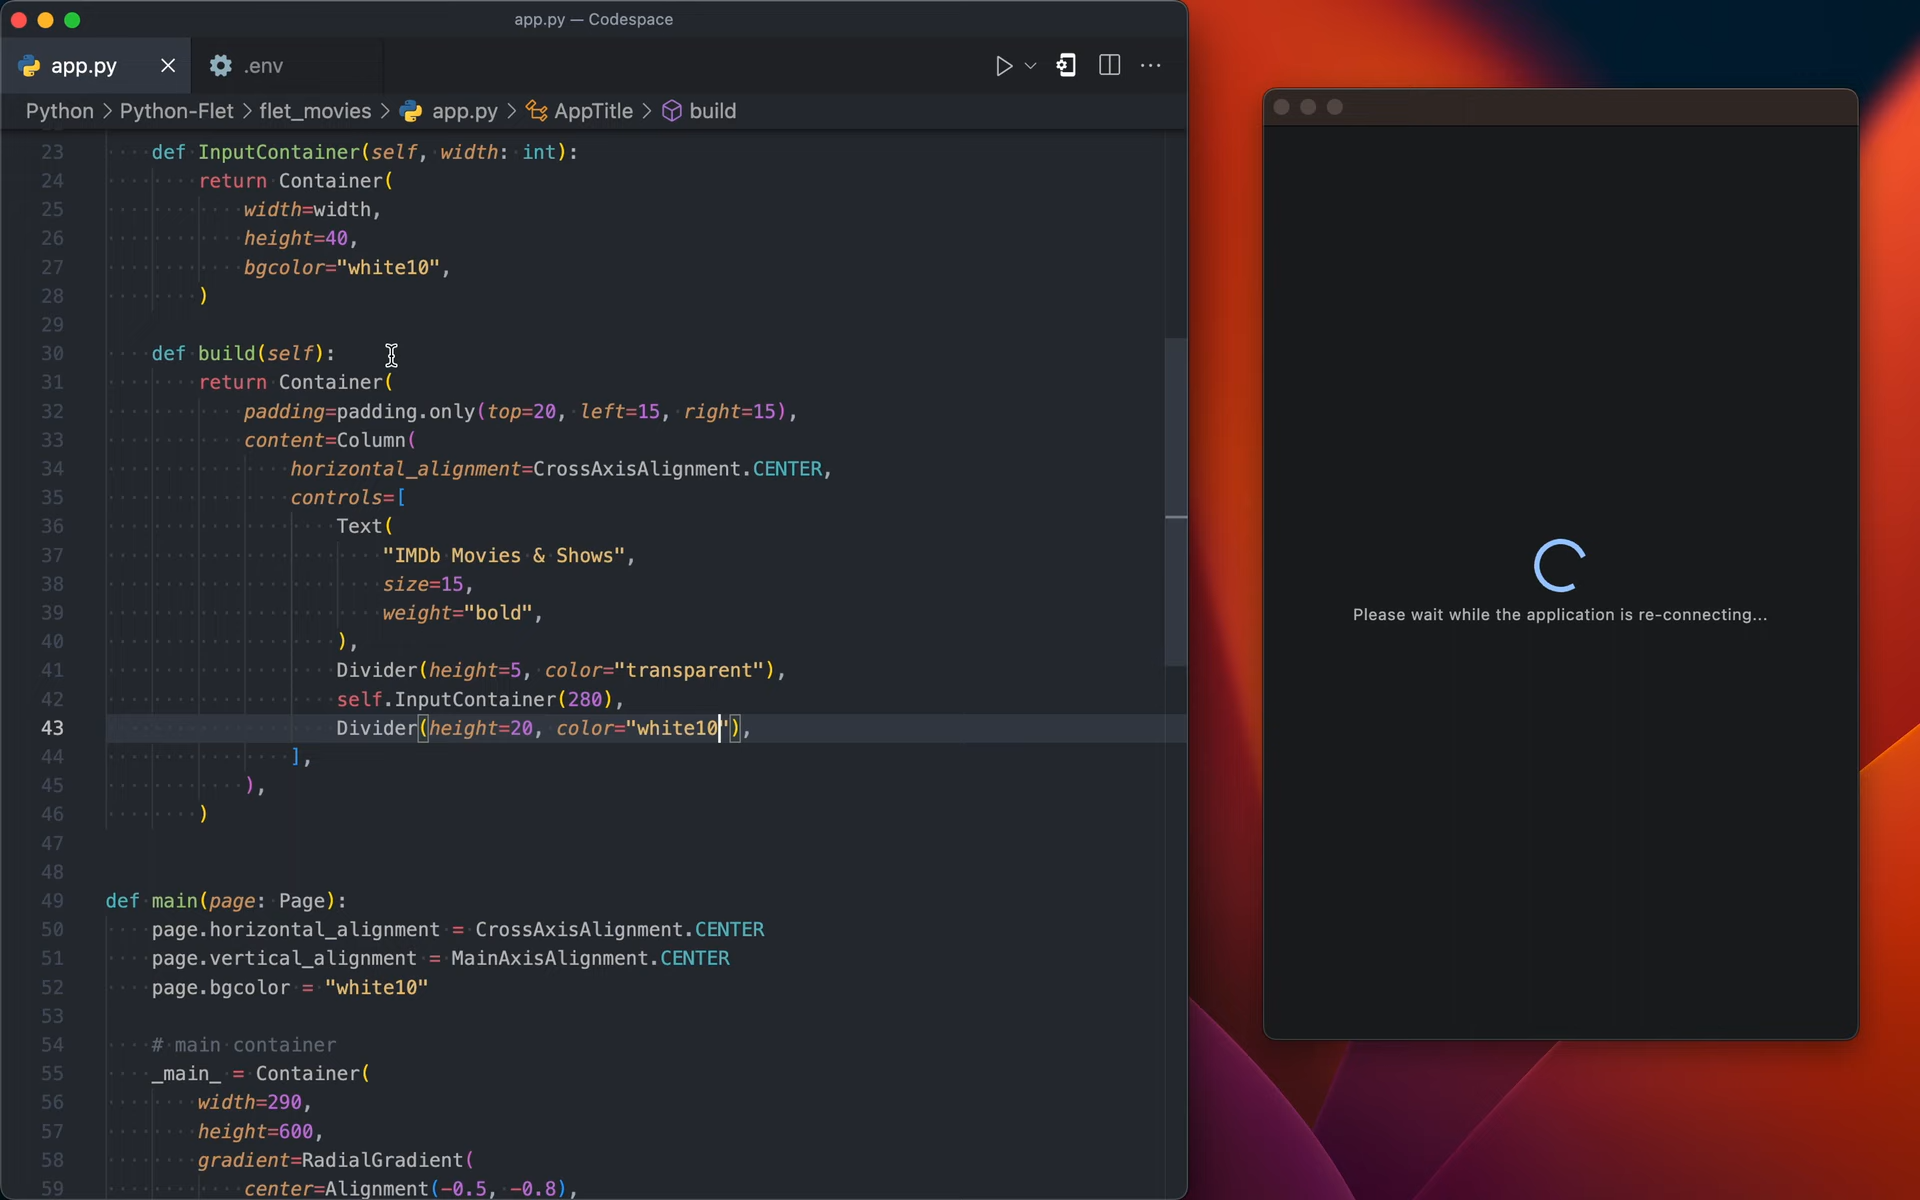 app.py — Codespace
app.py
.env
Python > Python-Flet > flet_movies > app.py > AppTitle > build
23 def InputContainer(self, width: int):
24 return Container(
25 width=width,
26 height=40,
27 bgcolor="white10",
28 )
29
30 def build(self):
31 return Container(
32 padding=padding.only(top=20, left=15, right=15),
33 content=Column(
34 horizontal_alignment=CrossAxisAlignment.CENTER,
35 controls=[
36 Text(
37 "IMDb Movies & Shows",
38 size=15,
39 weight="bold",
40 ),
41 Divider(height=5, color="transparent"),
42 self.InputContainer(280),
43 Divider(height=20, color="white10"),
44 ],
45 ),
46 )
47
48
49 def main(page: Page):
50 page.horizontal_alignment = CrossAxisAlignment.CENTER
51 page.vertical_alignment = MainAxisAlignment.CENTER
52 page.bgcolor = "white10"
53
54 # main container
55 _main_ = Container(
56 width=290,
57 height=600,
58 gradient=RadialGradient(
59 center=Alignment(-0.5, -0.8),
Please wait while the application is re-connecting...